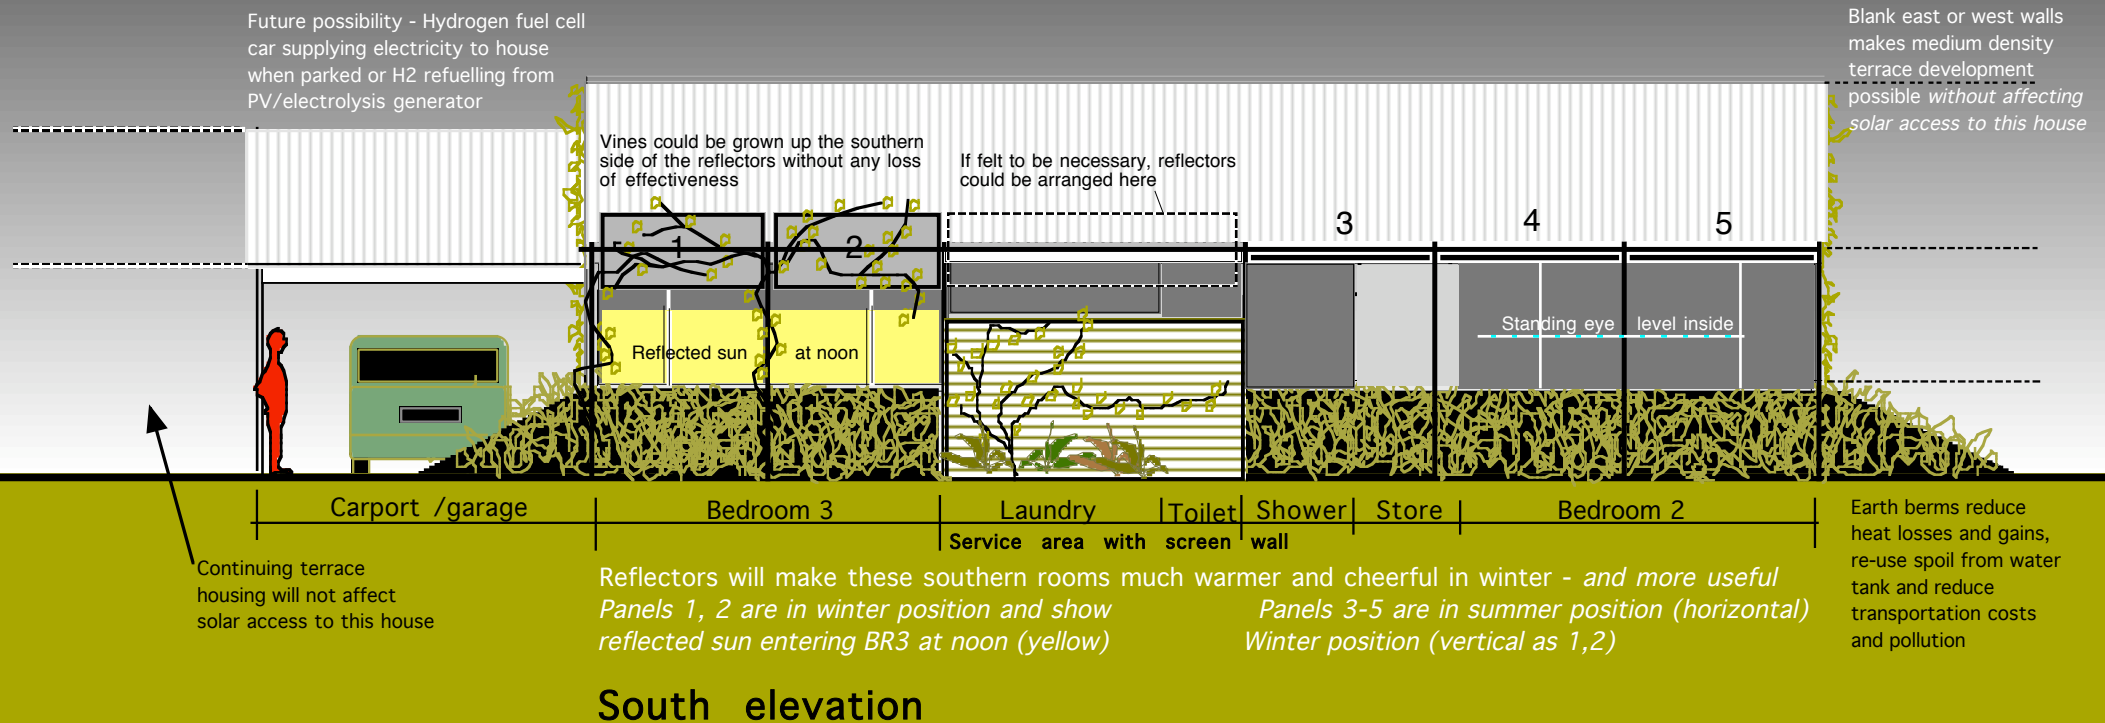 Future possibility - Hydrogen fuel cell
car supplying electricity to house
when parked or H2 refuelling from
PV/electrolysis generator
Blank east or west walls
makes medium density
terrace development
possible without affecting
solar access to this house
Vines could be grown up the southern
side of the reflectors without any loss
of effectiveness
If felt to be necessary, reflectors
could be arranged here
1
2
3
4
5
Reflected sun at noon
Standing eye level inside
Carport /garage
Bedroom 3
Laundry
Toilet
Shower
Store
Bedroom 2
Service area with screen wall
Continuing terrace
housing will not affect
solar access to this house
Reflectors will make these southern rooms much warmer and cheerful in winter - and more useful
Panels 1, 2 are in winter position and show
reflected sun entering BR3 at noon (yellow)
Panels 3-5 are in summer position (horizontal)
Winter position (vertical as 1,2)
Earth berms reduce
heat losses and gains,
re-use spoil from water
tank and reduce
transportation costs
and pollution
South elevation